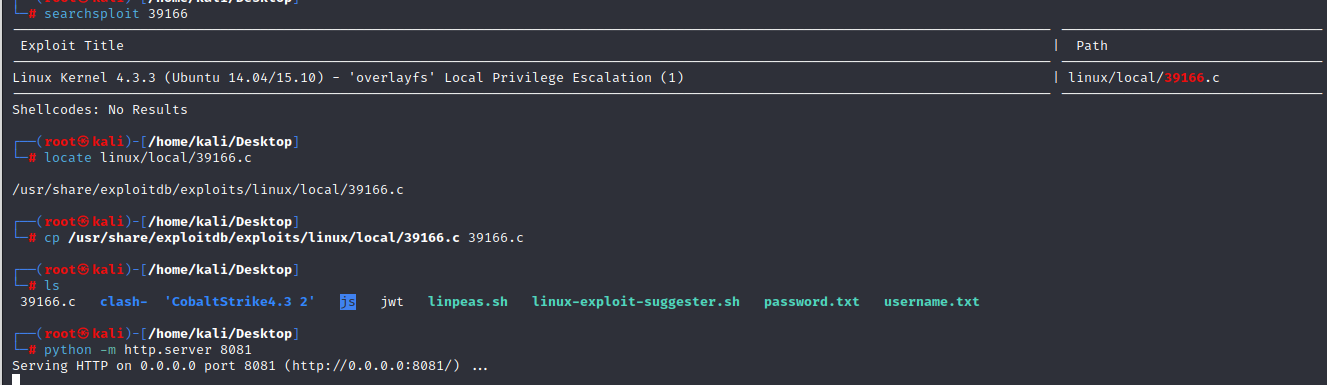 ┌──(root㉿kali)-[/home/kali/Desktop]
└─# searchsploit 39166
Exploit Title | Path
Linux Kernel 4.3.3 (Ubuntu 14.04/15.10) - 'overlayfs' Local Privilege Escalation (1) | linux/local/39166.c
Shellcodes: No Results
┌──(root㉿kali)-[/home/kali/Desktop]
└─# locate linux/local/39166.c
/usr/share/exploitdb/exploits/linux/local/39166.c
┌──(root㉿kali)-[/home/kali/Desktop]
└─# cp /usr/share/exploitdb/exploits/linux/local/39166.c 39166.c
┌──(root㉿kali)-[/home/kali/Desktop]
└─# ls
39166.c clash- 'CobaltStrike4.3 2' js jwt linpeas.sh linux-exploit-suggester.sh password.txt username.txt
┌──(root㉿kali)-[/home/kali/Desktop]
└─# python -m http.server 8081
Serving HTTP on 0.0.0.0 port 8081 (http://0.0.0.0:8081/) ...